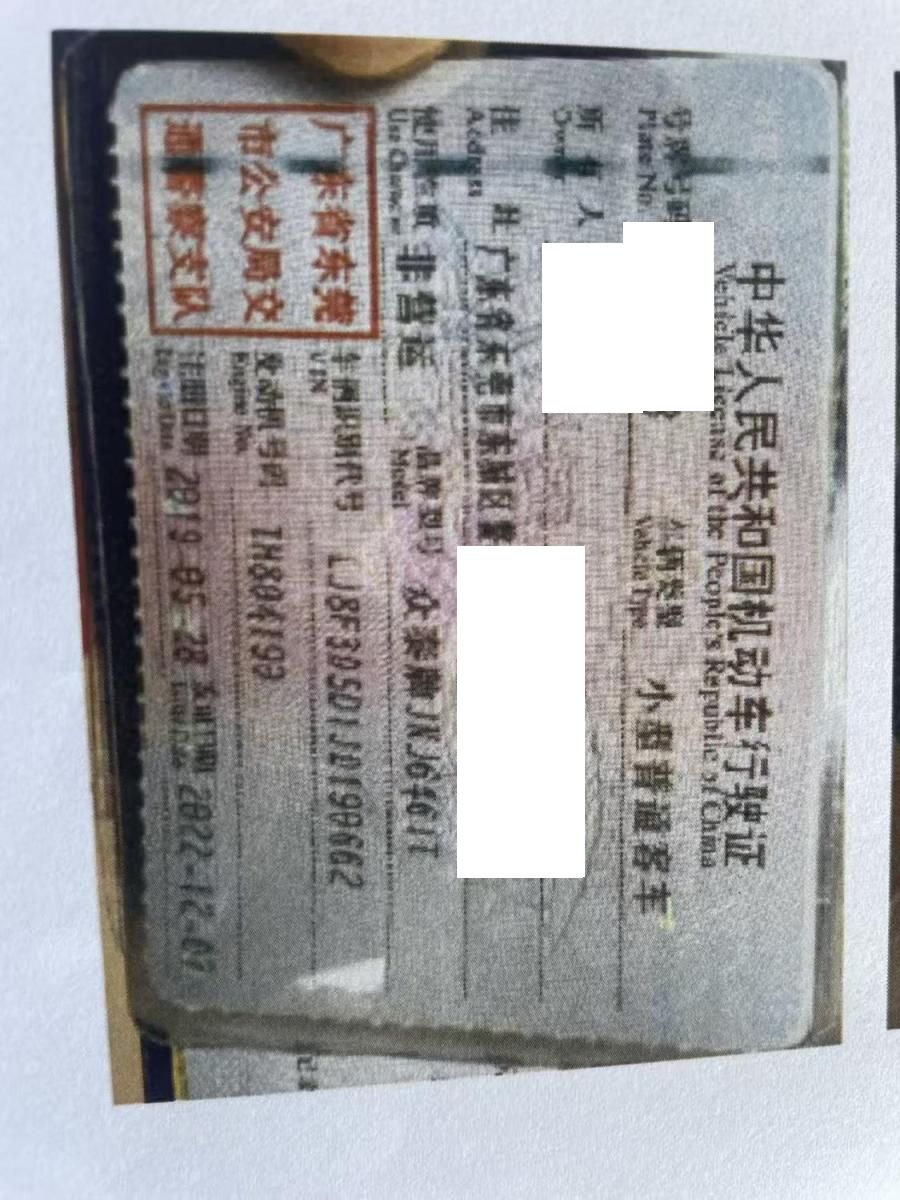 中华人民共和国机动车行驶证
Vehicle License of the People's Republic of China
号牌号码
Plate No.
车辆类型 小型普通客车
Vehicle Type
所有人
Owner
住址 广东省东莞市东城区
Address
使用性质 非营运
Use Character
品牌型号 众泰牌JNJ6461T
Model
车辆识别代号
VIN
发动机号码
Engine No.
注册日期 2019-05-28
发证日期 2022-12-07
广东省东莞
市公安局交
通警察支队